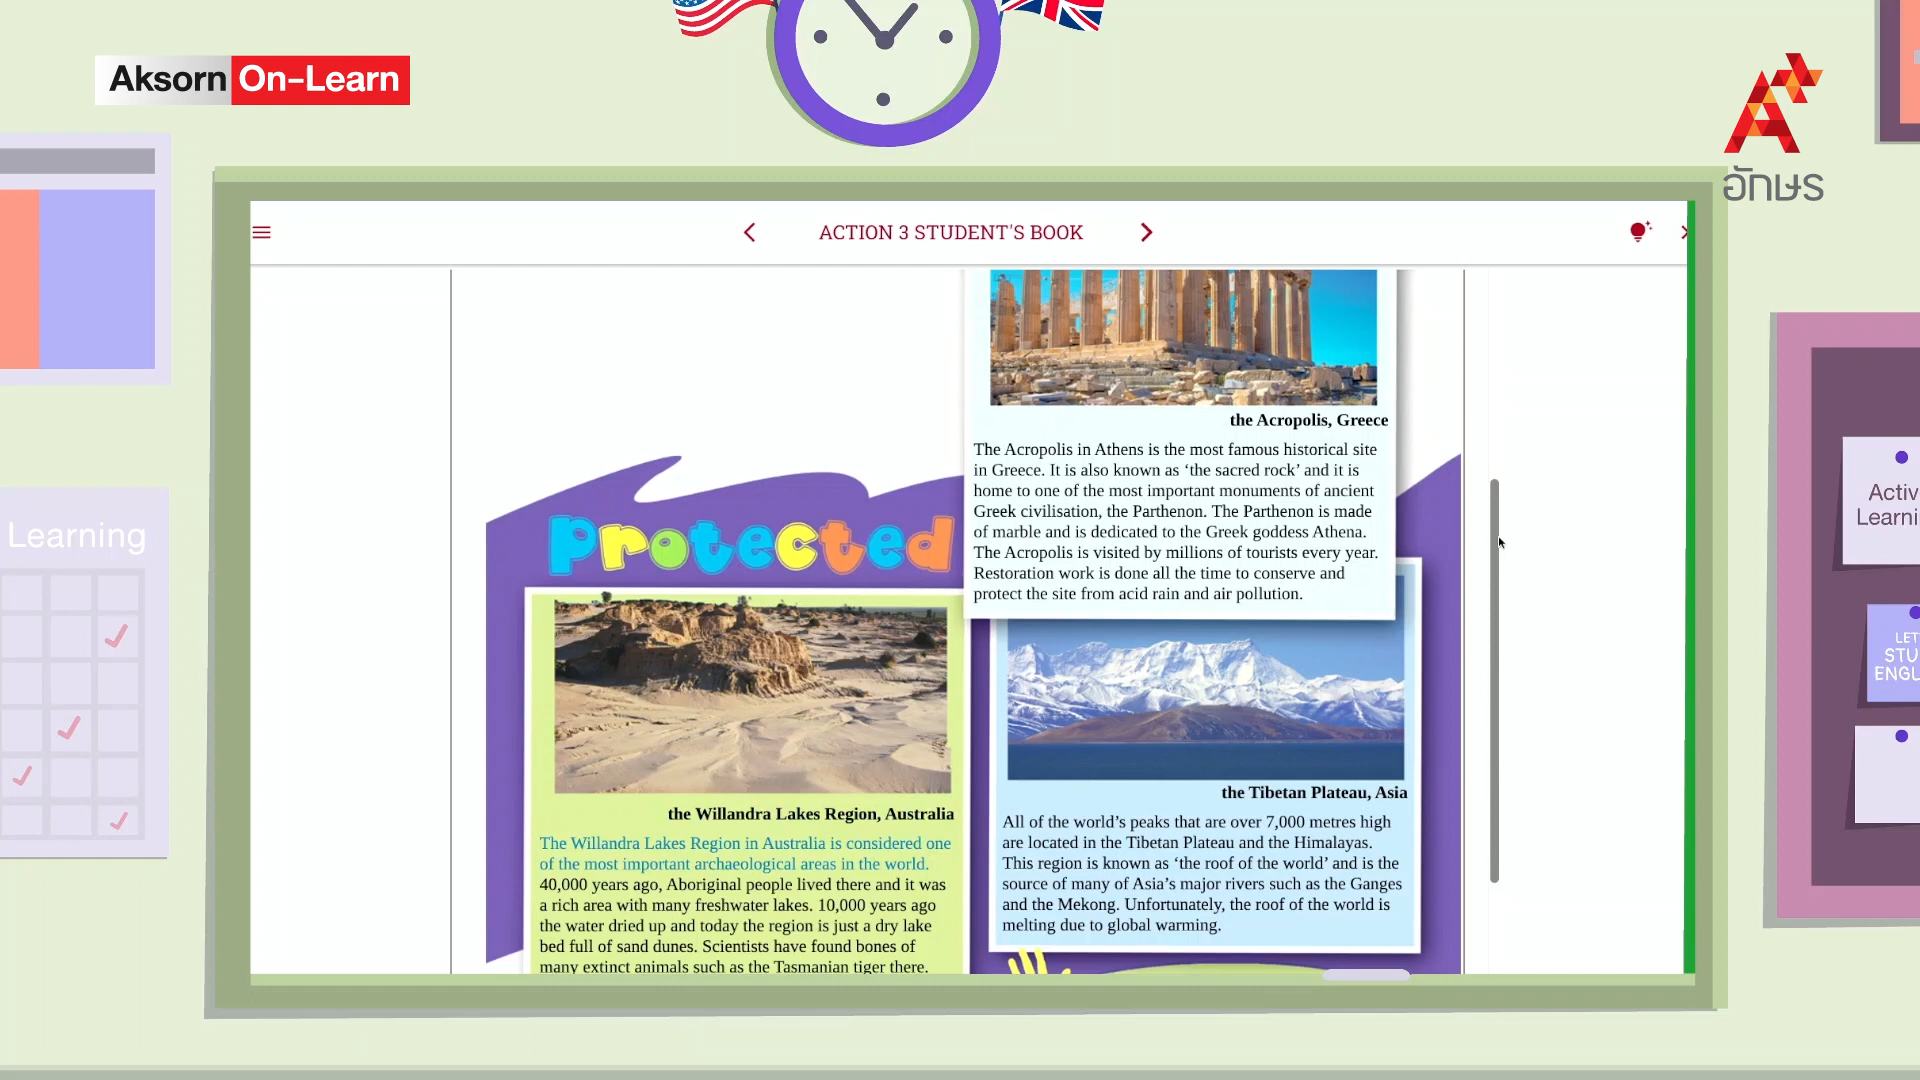 Aksorn On-Learn
อักษร
ACTION 3 STUDENT'S BOOK
the Acropolis, Greece
The Acropolis in Athens is the most famous historical site
in Greece. It is also known as ‘the sacred rock’ and it is
home to one of the most important monuments of ancient
Greek civilisation, the Parthenon. The Parthenon is made
of marble and is dedicated to the Greek goddess Athena.
The Acropolis is visited by millions of tourists every year.
Restoration work is done all the time to conserve and
protect the site from acid rain and air pollution.
Protected
the Willandra Lakes Region, Australia
The Willandra Lakes Region in Australia is considered one
of the most important archaeological areas in the world.
40,000 years ago, Aboriginal people lived there and it was
a rich area with many freshwater lakes. 10,000 years ago
the water dried up and today the region is just a dry lake
bed full of sand dunes. Scientists have found bones of
many extinct animals such as the Tasmanian tiger there.
the Tibetan Plateau, Asia
All of the world’s peaks that are over 7,000 metres high
are located in the Tibetan Plateau and the Himalayas.
This region is known as ‘the roof of the world’ and is the
source of many of Asia’s major rivers such as the Ganges
and the Mekong. Unfortunately, the roof of the world is
melting due to global warming.
Learning
Activ
Learni
LET
STU
ENGL